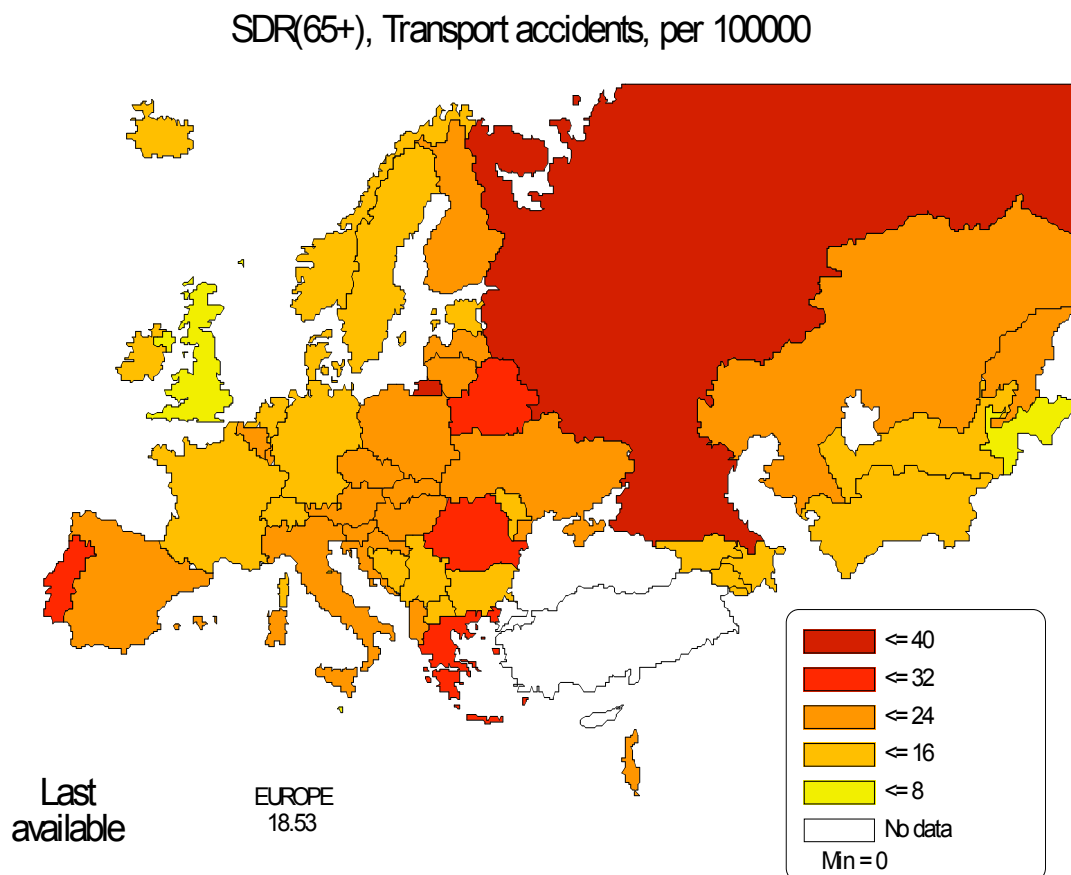 SDR(65+), Transport accidents, per 100000
<= 40
<= 32
<= 24
<= 16
<= 8
No data
Min = 0
Last
available
EUROPE
18.53